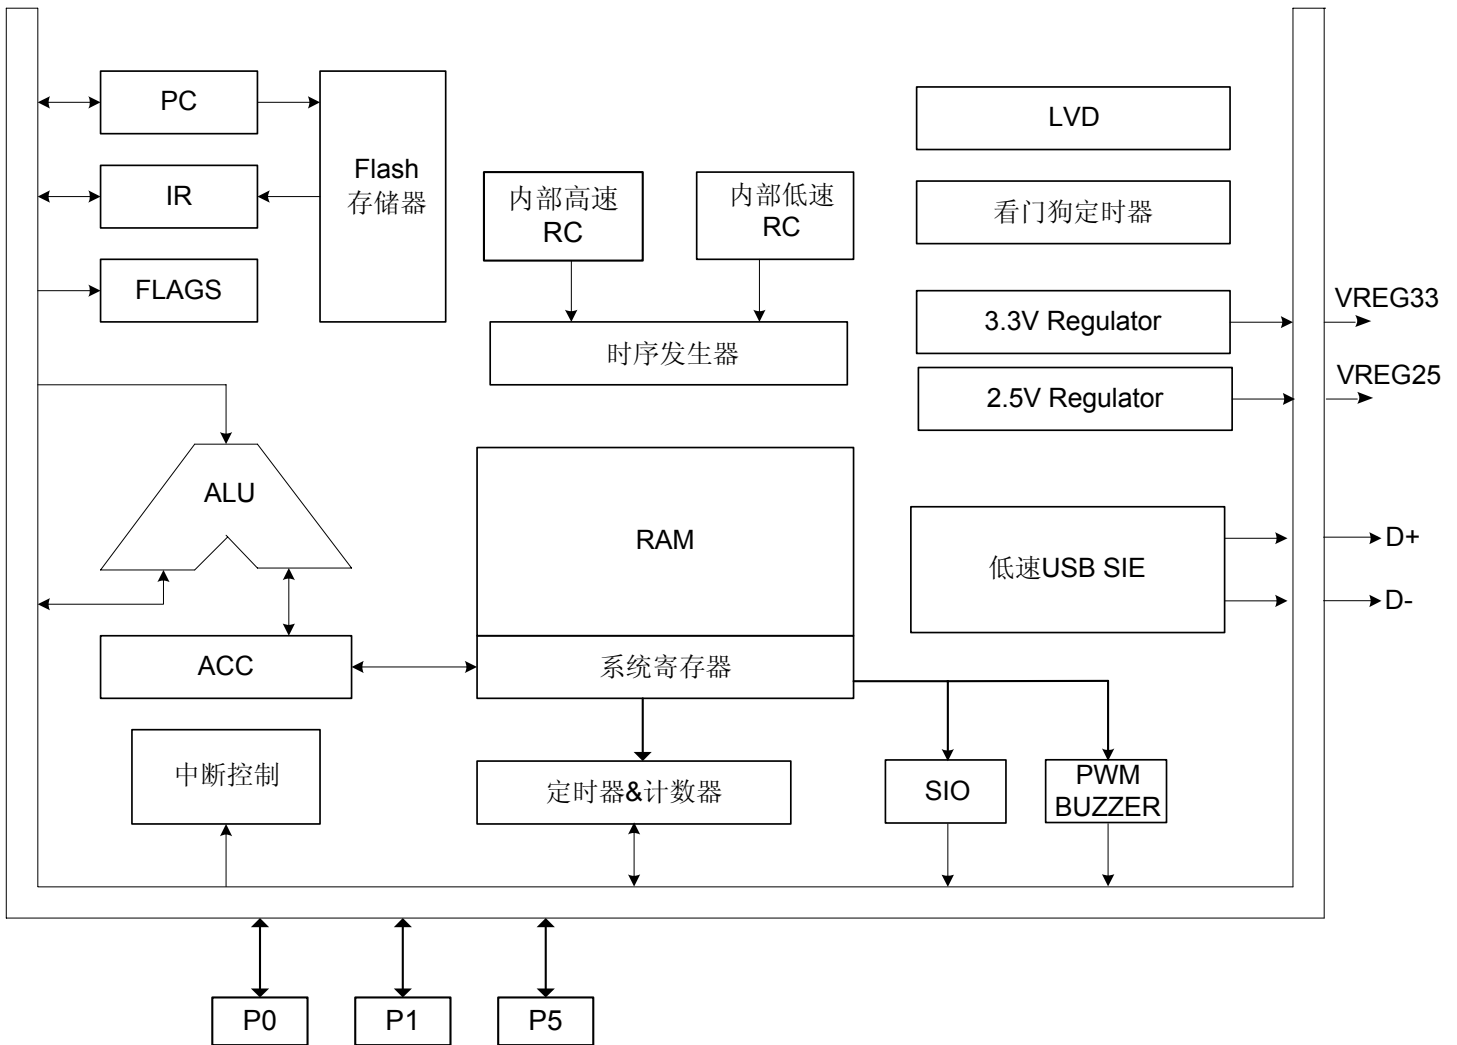 PC
Flash
存储器
IR
FLAGS
内部高速
RC
内部低速
RC
时序发生器
LVD
看门狗定时器
3.3V Regulator
VREG33
2.5V Regulator
VREG25
ALU
RAM
低速USB SIE
D+
D-
ACC
系统寄存器
中断控制
定时器&计数器
SIO
PWM
BUZZER
P0
P1
P5